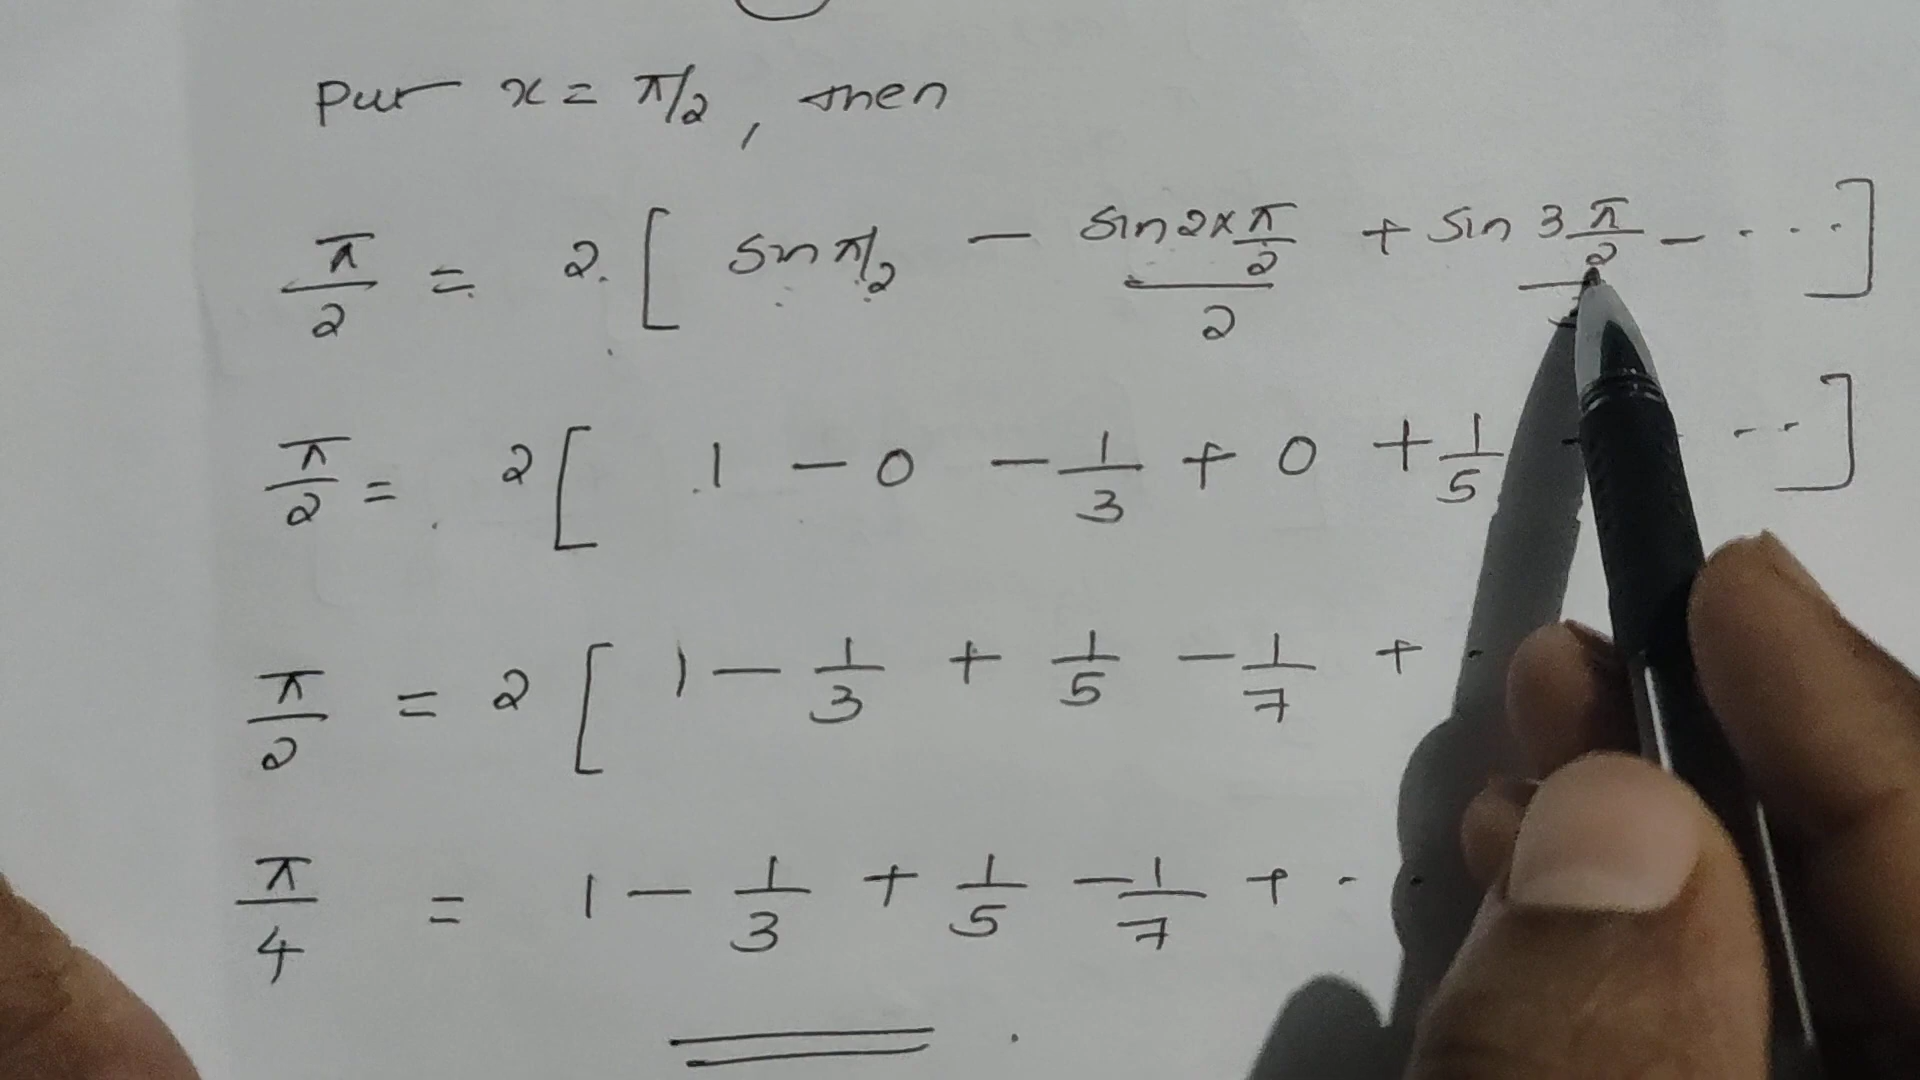 Put x = π/2, then
π/2 = 2 [ sin π/2 - sin 2×π/2 / 2 + sin 3 π/2 / - .... ]
π/2 = 2 [ 1 - 0 - 1/3 + 0 + 1/5 - .. ]
π/2 = 2 [ 1 - 1/3 + 1/5 - 1/7 + .
π/4 = 1 - 1/3 + 1/5 - 1/7 + . .